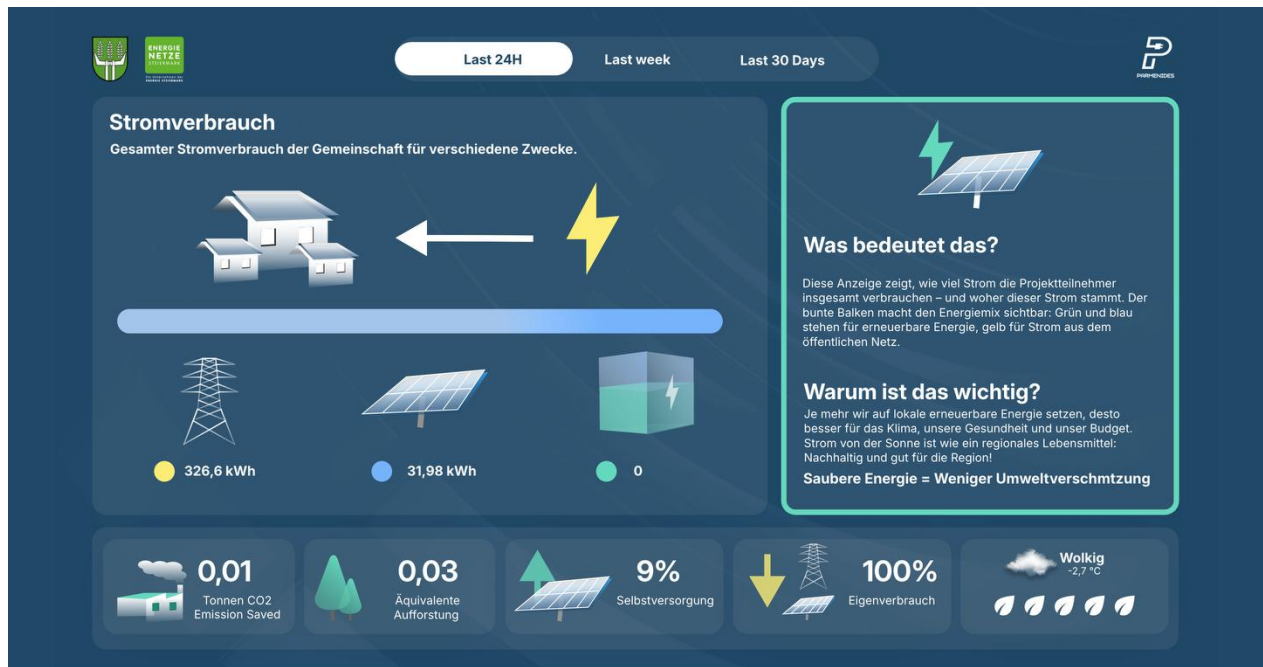 ENERGIE
NETZE
STEIERMARK
Ein Unternehmen der
ENERGIE STEIERMARK
Last 24H
Last week
Last 30 Days
PARMENIDES
Stromverbrauch
Gesamter Stromverbrauch der Gemeinschaft für verschiedene Zwecke.
326,6 kWh
31,98 kWh
0
Was bedeutet das?
Diese Anzeige zeigt, wie viel Strom die Projektteilnehmer
insgesamt verbrauchen – und woher dieser Strom stammt. Der
bunte Balken macht den Energiemix sichtbar: Grün und blau
stehen für erneuerbare Energie, gelb für Strom aus dem
öffentlichen Netz.
Warum ist das wichtig?
Je mehr wir auf lokale erneuerbare Energie setzen, desto
besser für das Klima, unsere Gesundheit und unser Budget.
Strom von der Sonne ist wie ein regionales Lebensmittel:
Nachhaltig und gut für die Region!
Saubere Energie = Weniger Umweltverschmtzung
0,01
Tonnen CO2
Emission Saved
0,03
Äquivalente
Aufforstung
9%
Selbstversorgung
100%
Eigenverbrauch
Wolkig
-2,7 °C